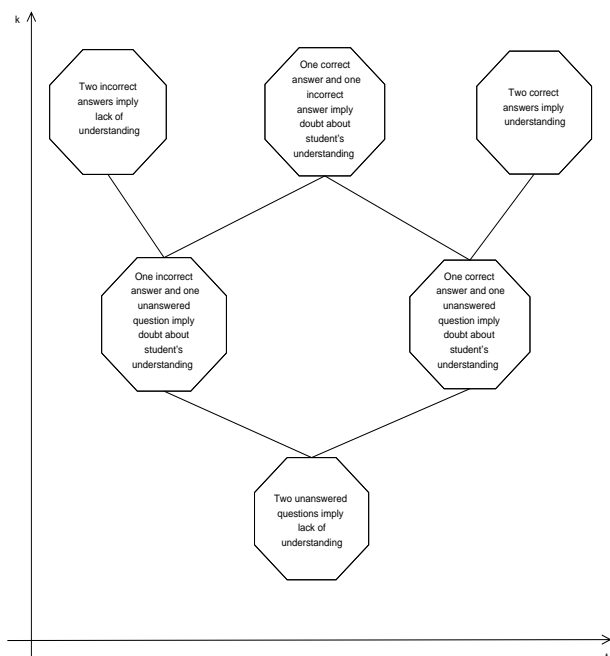 k
Two incorrect
answers imply
lack of
understanding
One correct
answer and one
incorrect
answer imply
doubt about
student's
understanding
Two correct
answers imply
understanding
One incorrect
answer and one
unanswered
question imply
doubt about
student's
understanding
One correct
answer and one
unanswered
question imply
doubt about
student's
understanding
Two unanswered
questions imply
lack of
understanding